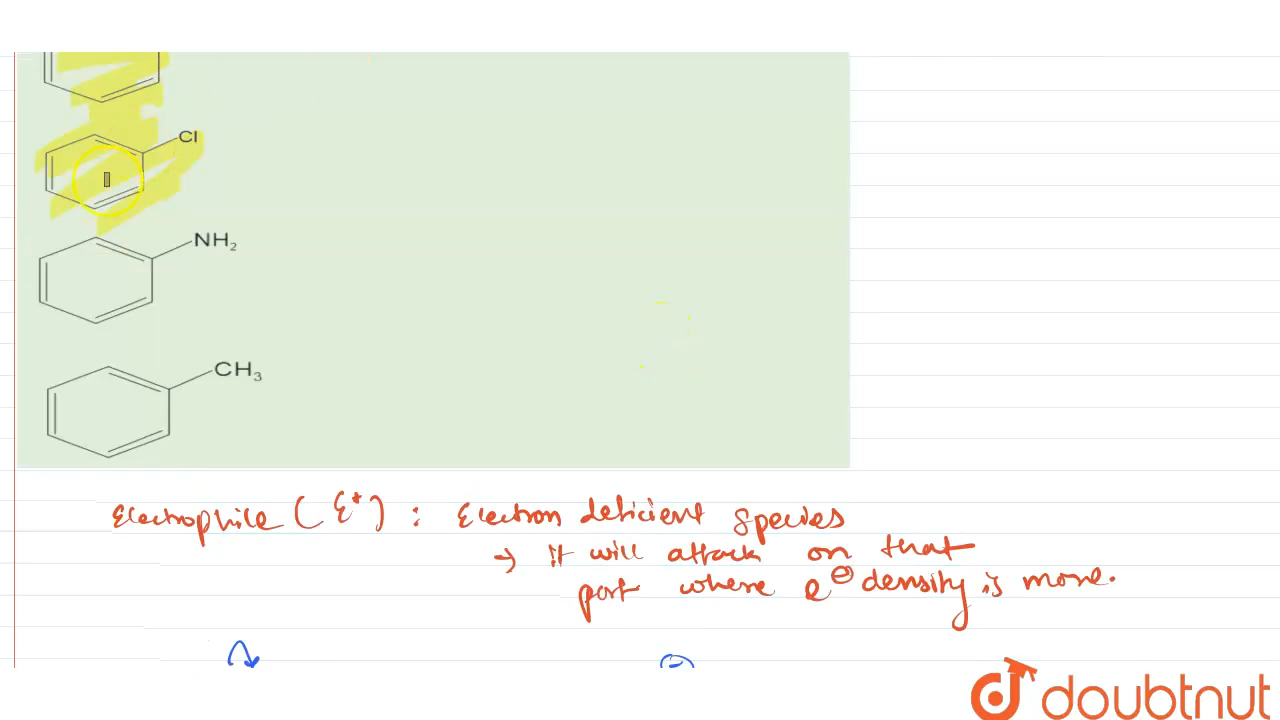 Cl
NH2
CH3
Electrophile (E+) : Electron deficient species
→ it will attack on that
part where e⊖ density is more.
doubtnut